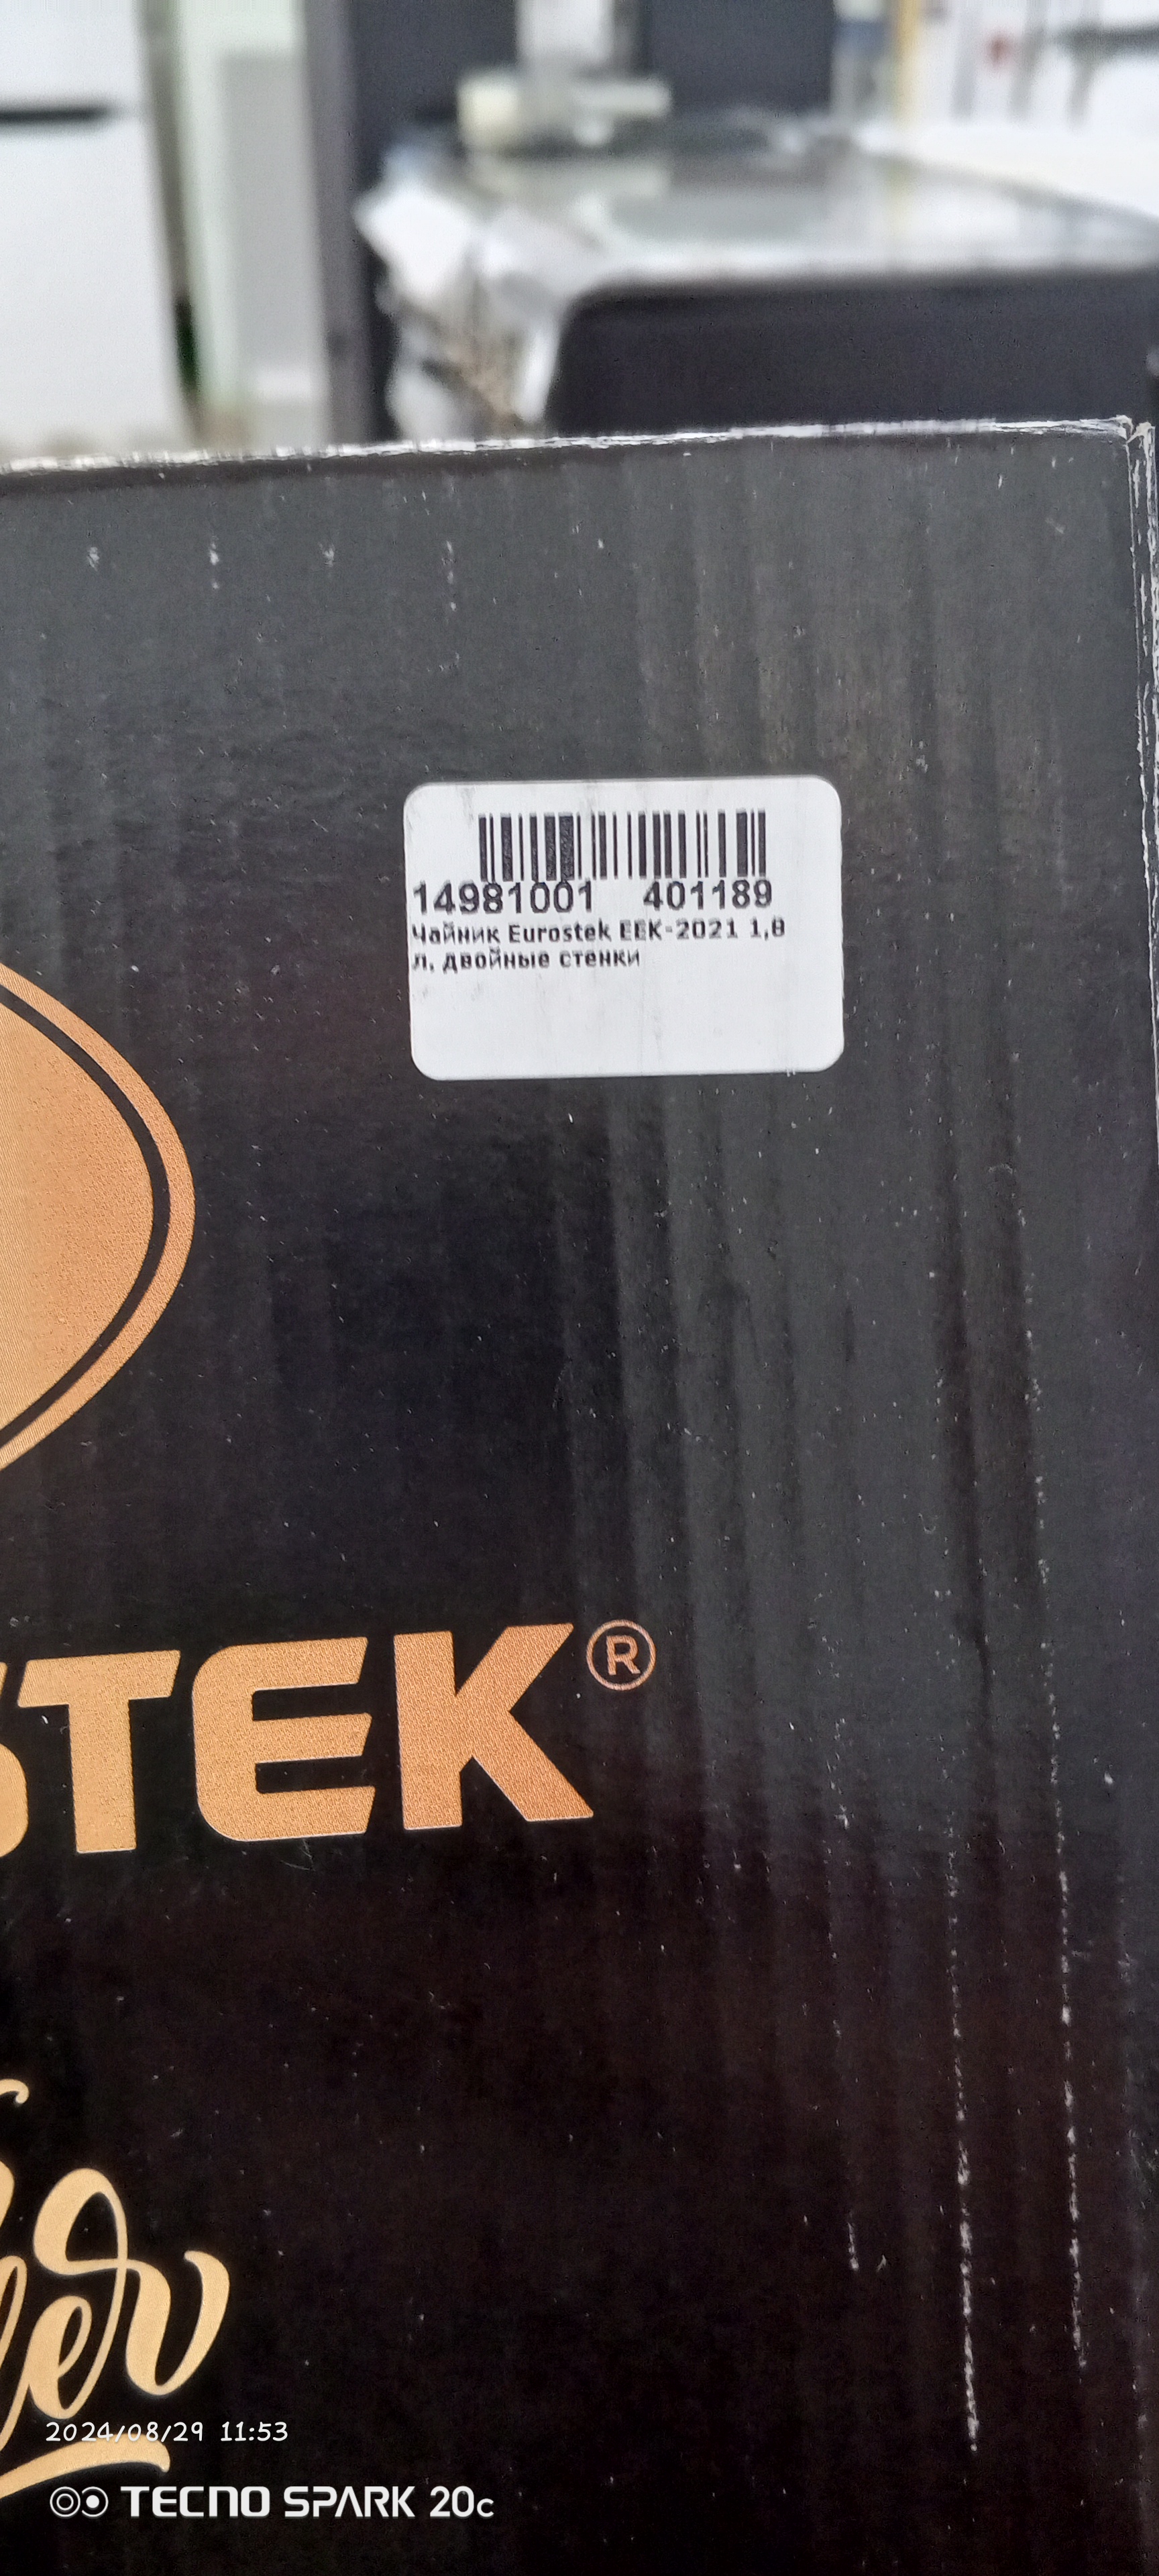 14981001 401189
Чайник Eurostek EEK-2021 1,8
л, двойные стенки
STEK®
er
2024/08/29 11:53
TECNO SPARK 20c